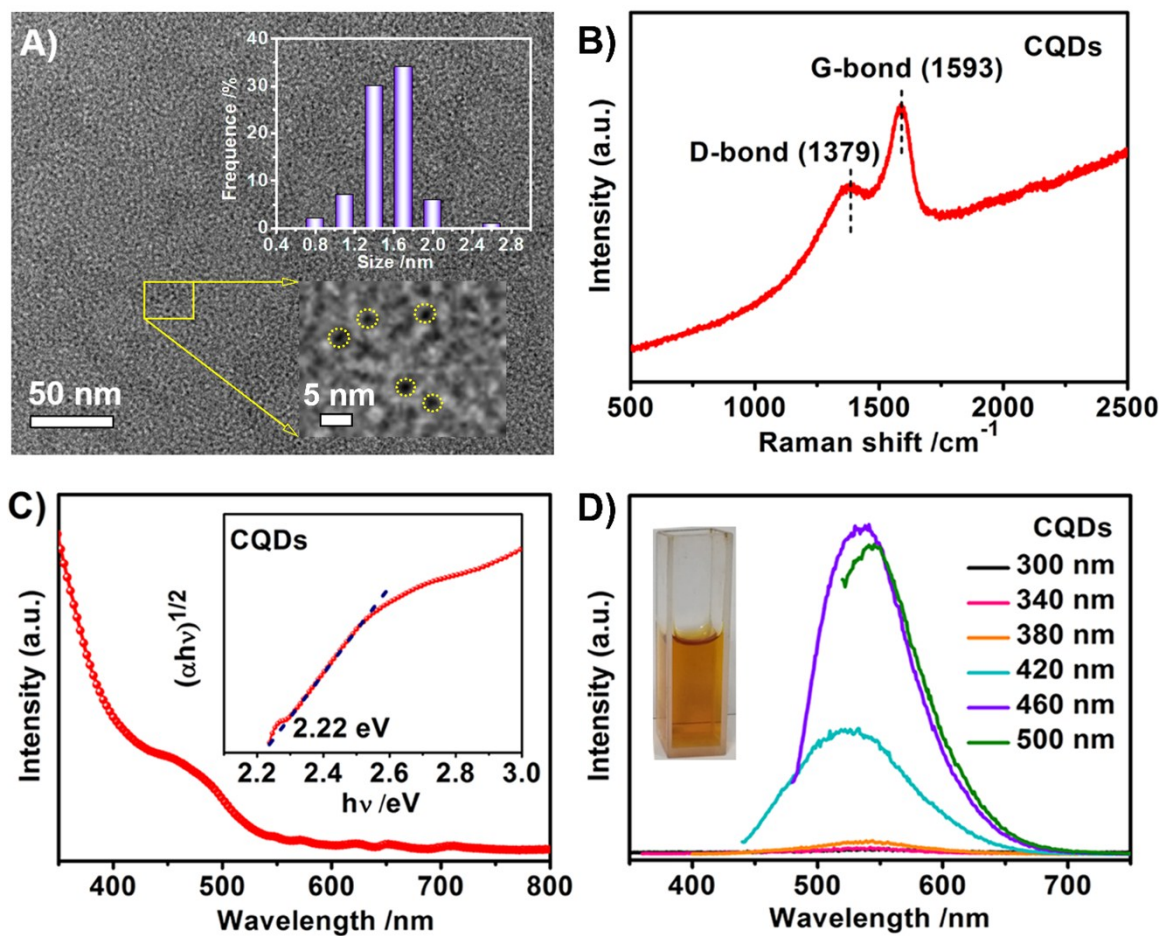 A)
40
30
20
10
0
Frequence /%
0.4 0.8 1.2 1.6 2.0 2.4 2.8
Size /nm
50 nm
5 nm
B)
CQDs
G-bond (1593)
D-bond (1379)
Intensity (a.u.)
500 1000 1500 2000 2500
Raman shift /cm⁻¹
C)
CQDs
(αhν)¹/²
2.22 eV
2.2 2.4 2.6 2.8 3.0
hν /eV
Intensity (a.u.)
400 500 600 700 800
Wavelength /nm
D)
CQDs
300 nm
340 nm
380 nm
420 nm
460 nm
500 nm
Intensity (a.u.)
400 500 600 700
Wavelength /nm